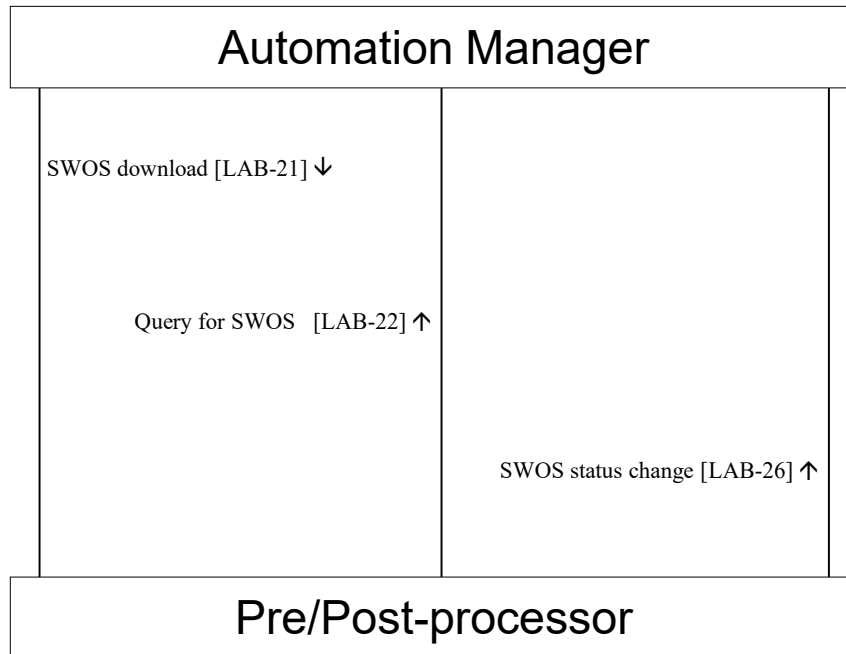 Automation Manager
SWOS download [LAB-21] ↓
Query for SWOS [LAB-22] ↑
SWOS status change [LAB-26] ↑
Pre/Post-processor